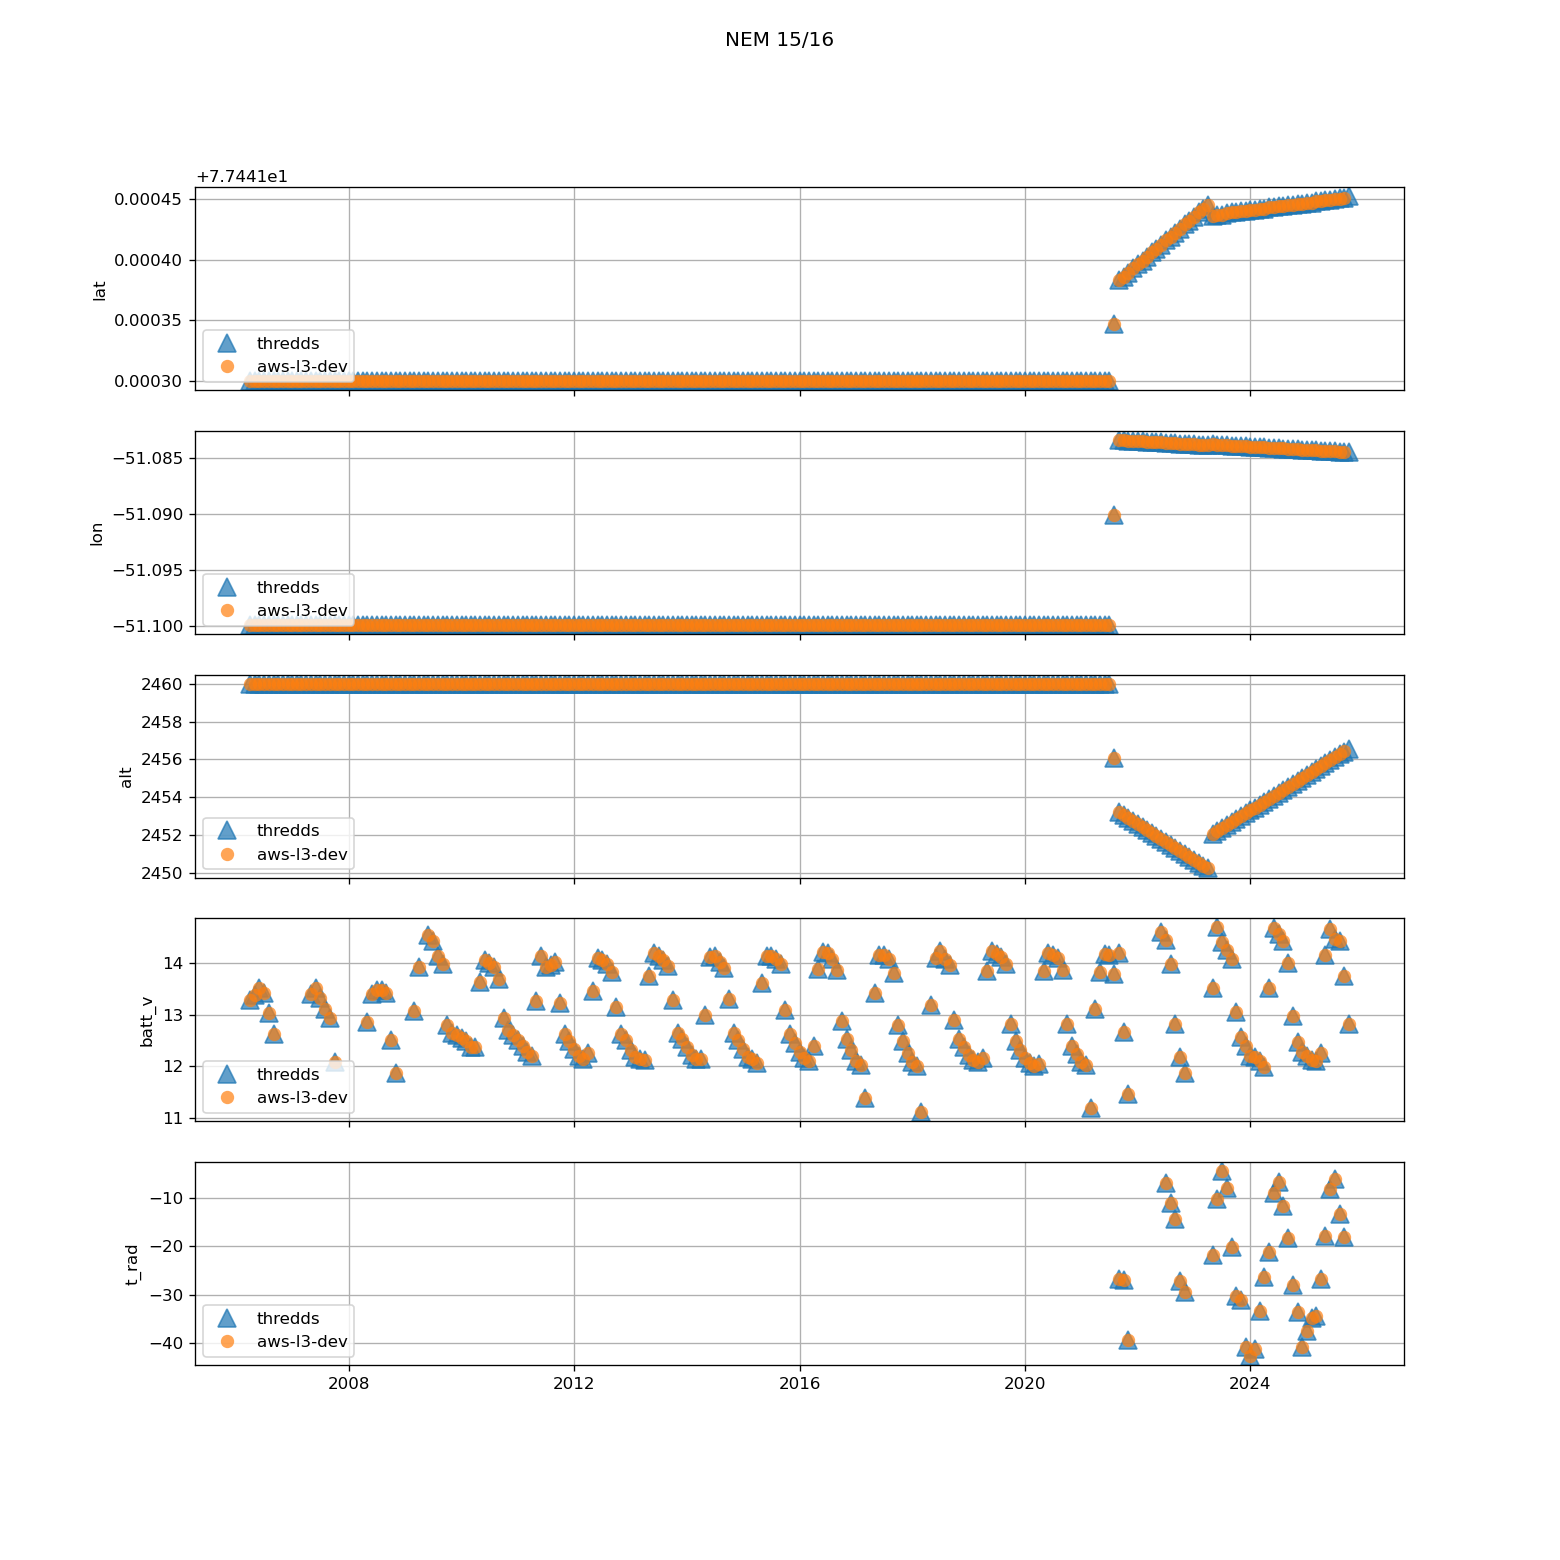 NEM 15/16
+7.7441e1
0.00045
0.00040
0.00035
0.00030
lat
thredds
aws-l3-dev
−51.085
−51.090
−51.095
−51.100
lon
thredds
aws-l3-dev
2460
2458
2456
2454
2452
2450
alt
thredds
aws-l3-dev
14
13
12
11
batt_v
thredds
aws-l3-dev
−10
−20
−30
−40
t_rad
thredds
aws-l3-dev
2008 2012 2016 2020 2024